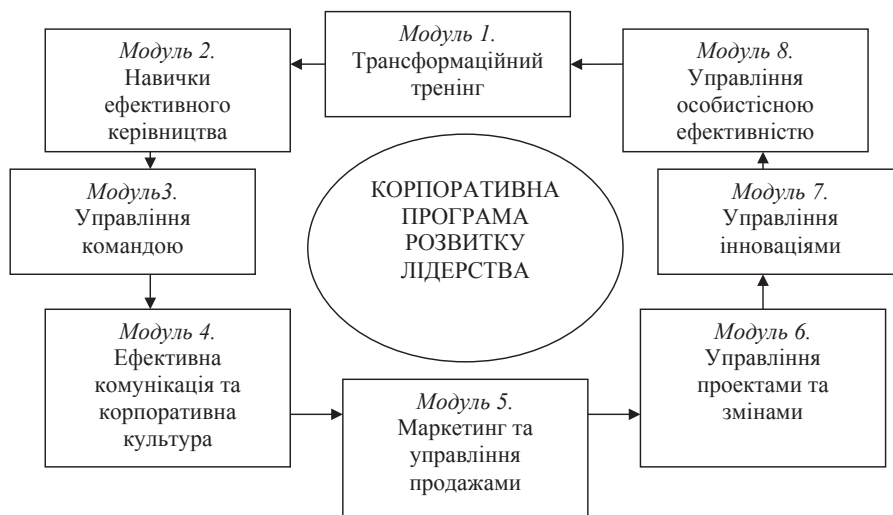 Модуль 1.
Трансформаційний
тренінг
Модуль 2.
Навички
ефективного
керівництва
Модуль3.
Управління
командою
Модуль 4.
Ефективна
комунікація та
корпоративна
культура
Модуль 5.
Маркетинг та
управління
продажами
Модуль 6.
Управління
проектами та
змінами
Модуль 7.
Управління
інноваціями
Модуль 8.
Управління
особистісною
ефективністю
КОРПОРАТИВНА
ПРОГРАМА
РОЗВИТКУ
ЛІДЕРСТВА